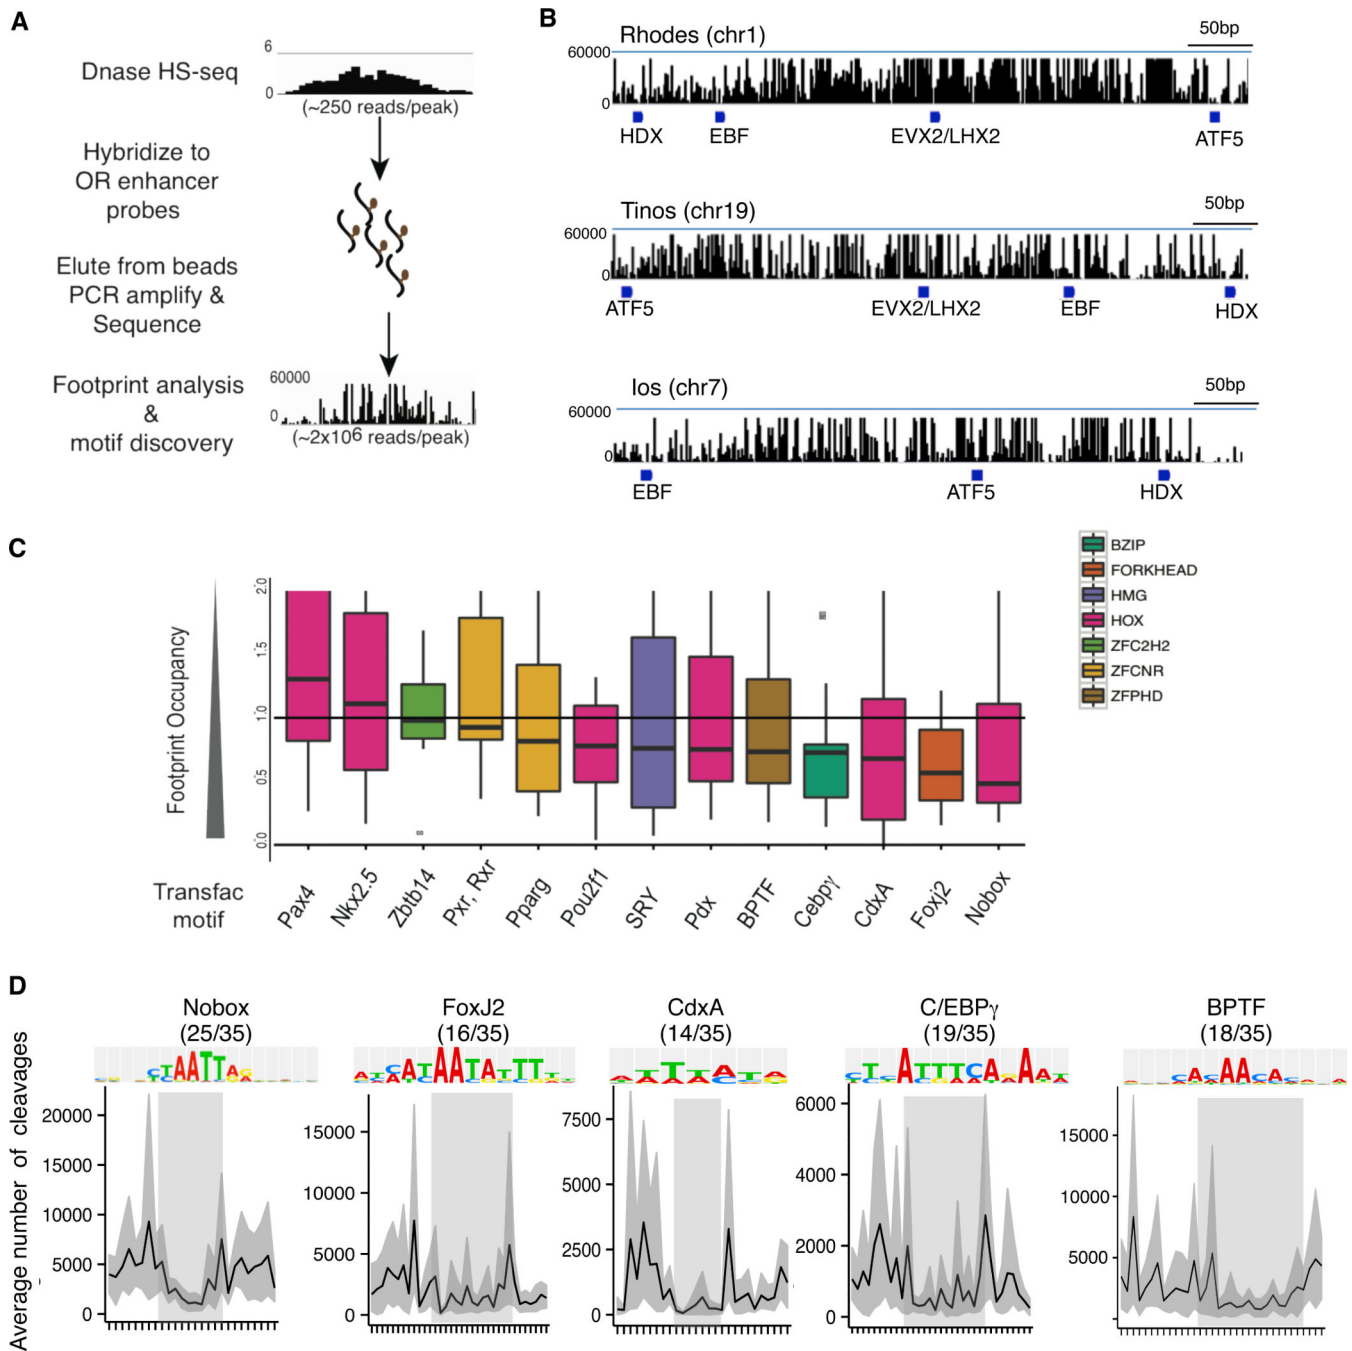 A
Dnase HS-seq
6
0
(~250 reads/peak)
Hybridize to
OR enhancer
probes
Elute from beads
PCR amplify &
Sequence
Footprint analysis
&
motif discovery
60000
0
(~2x10⁶ reads/peak)
B
Rhodes (chr1)
50bp
60000
0
HDX
EBF
EVX2/LHX2
ATF5
Tinos (chr19)
50bp
60000
0
ATF5
EVX2/LHX2
EBF
HDX
Ios (chr7)
50bp
60000
0
EBF
ATF5
HDX
C
Footprint Occupancy
2.0
1.5
1.0
0.5
0.0
Transfac
motif
Pax4
Nkx2.5
Zbtb14
Pxr, Rxr
Pparg
Pou2f1
SRY
Pdx
BPTF
Cebpγ
CdxA
Foxj2
Nobox
BZIP
FORKHEAD
HMG
HOX
ZFC2H2
ZFCNR
ZFPHD
D
Average number of cleavages
Nobox
(25/35)
20000
15000
10000
5000
0
FoxJ2
(16/35)
15000
10000
5000
0
CdxA
(14/35)
7500
5000
2500
0
C/EBPγ
(19/35)
6000
4000
2000
0
BPTF
(18/35)
15000
10000
5000